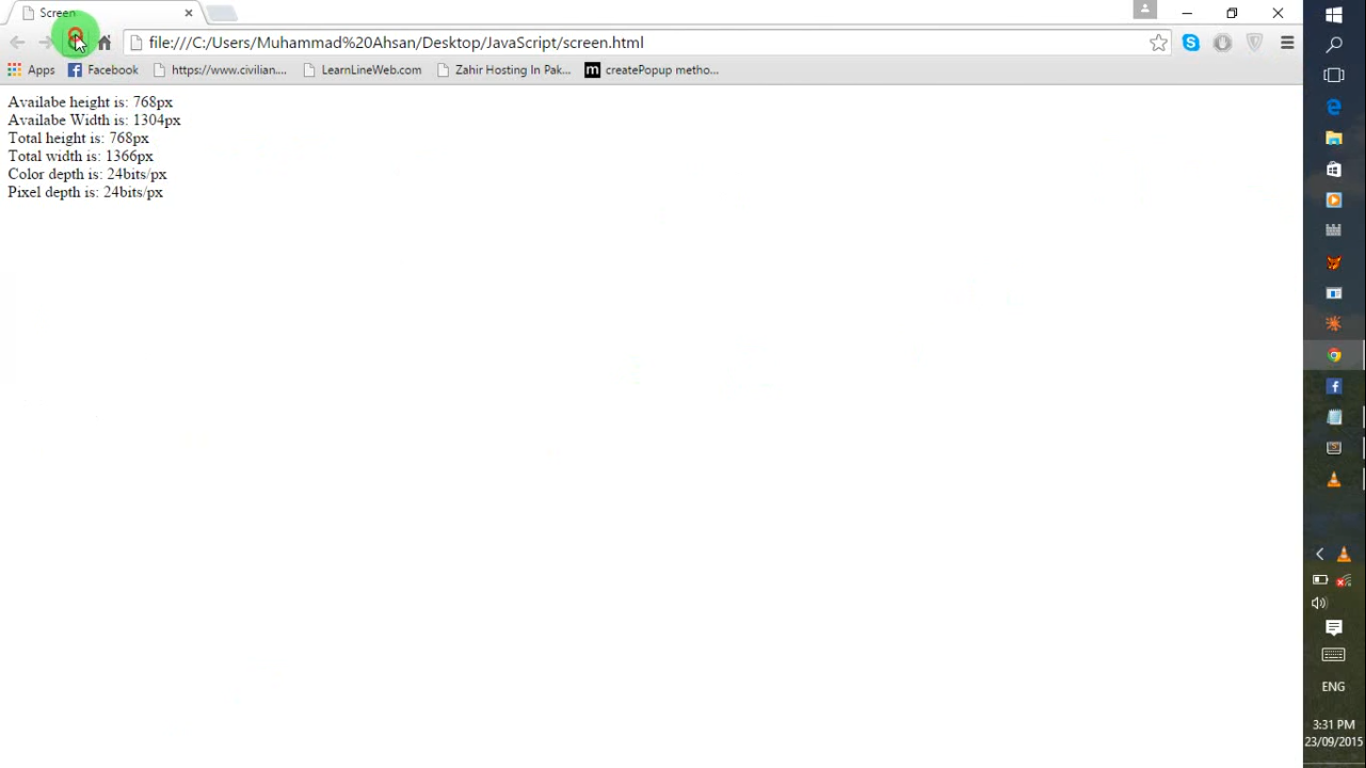 Screen
file:///C:/Users/Muhammad%20Ahsan/Desktop/JavaScript/screen.html
Apps Facebook https://www.civilian.... LearnLineWeb.com Zahir Hosting In Pak... m createPopup metho...
Availabe height is: 768px
Availabe Width is: 1304px
Total height is: 768px
Total width is: 1366px
Color depth is: 24bits/px
Pixel depth is: 24bits/px
ENG
3:31 PM
23/09/2015